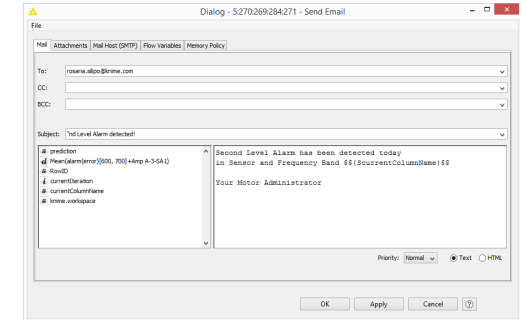 Dialog - 5:270:269:284:271 - Send Email
File
Mail Attachments Mail Host (SMTP) Flow Variables Memory Policy
To: rosaria.silipo@knime.com
CC:
BCC:
Subject: "nd Level Alarm detected!
prediction
Mean(alarm(error)[600, 700]+Amp A-3-SA1)
RowID
currentIteration
currentColumnName
knime.workspace
Second Level Alarm has been detected today
in Sensor and Frequency Band $${ScurrentColumnName}$$
Your Motor Administrator
Priority: Normal Text HTML
OK Apply Cancel ?